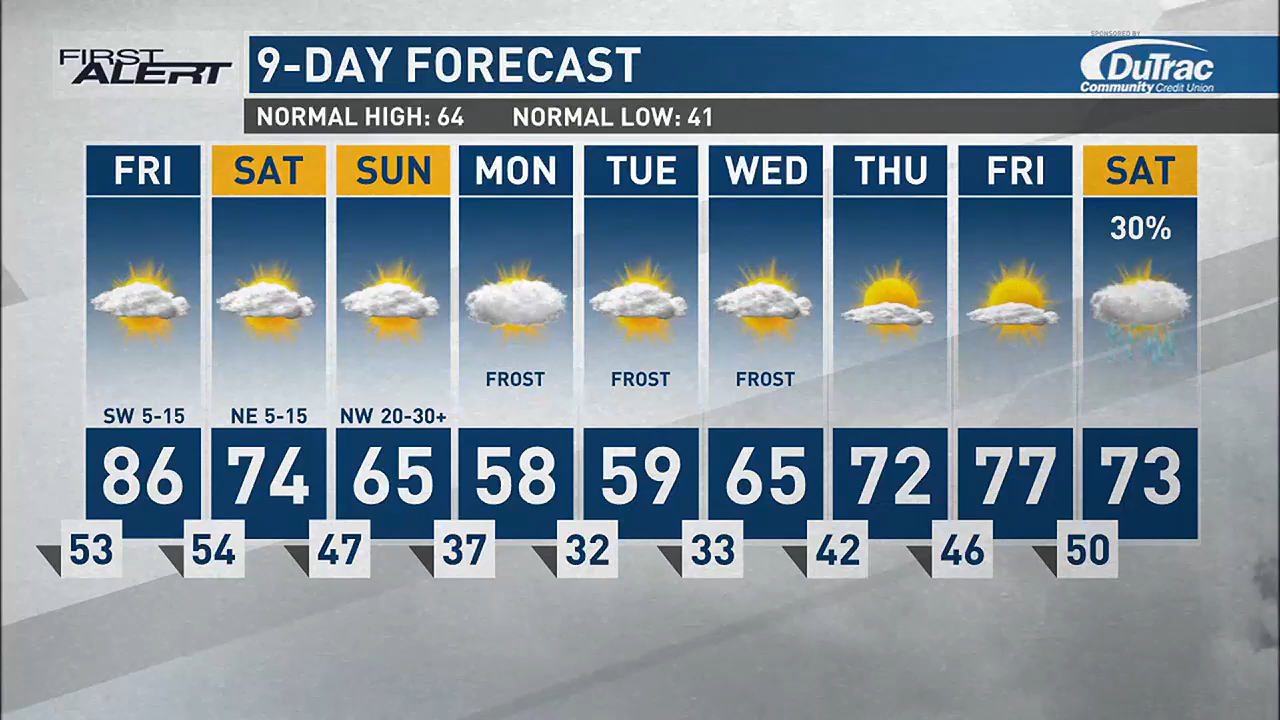 SPONSORED BY
FIRST
ALERT
9-DAY FORECAST
DuTrac
Community Credit Union
NORMAL HIGH: 64 NORMAL LOW: 41
FRI SAT SUN MON TUE WED THU FRI SAT
30%
FROST FROST FROST
SW 5-15 NE 5-15 NW 20-30+
86 74 65 58 59 65 72 77 73
53 54 47 37 32 33 42 46 50